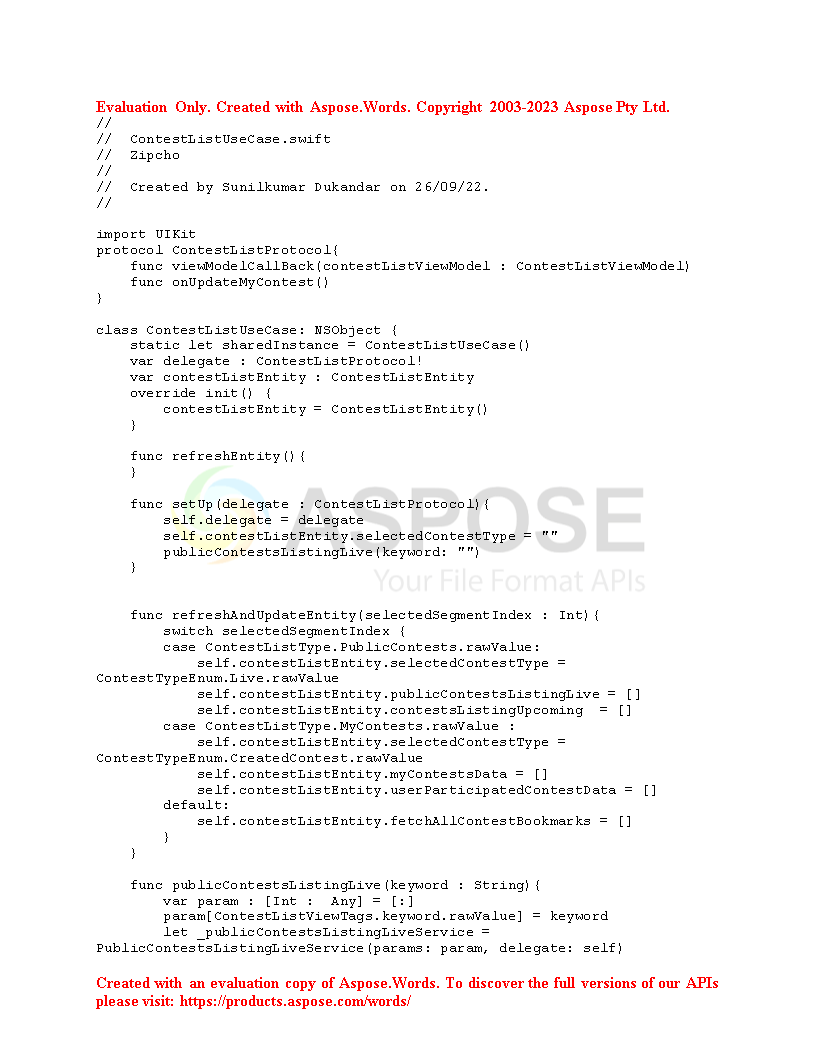 Evaluation Only. Created with Aspose.Words. Copyright 2003-2023 Aspose Pty Ltd.
//
//  ContestListUseCase.swift
//  Zipcho
//
//  Created by Sunilkumar Dukandar on 26/09/22.
//

import UIKit
protocol ContestListProtocol{
    func viewModelCallBack(contestListViewModel : ContestListViewModel)
    func onUpdateMyContest()
}

class ContestListUseCase: NSObject {
    static let sharedInstance = ContestListUseCase()
    var delegate : ContestListProtocol!
    var contestListEntity : ContestListEntity
    override init() {
        contestListEntity = ContestListEntity()
    }

    func refreshEntity(){
    }

    func setUp(delegate : ContestListProtocol){
        self.delegate = delegate
        self.contestListEntity.selectedContestType = ""
        publicContestsListingLive(keyword: "")
    }
ASPOSE
Your File Format APIs

    func refreshAndUpdateEntity(selectedSegmentIndex : Int){
        switch selectedSegmentIndex {
        case ContestListType.PublicContests.rawValue:
            self.contestListEntity.selectedContestType =
ContestTypeEnum.Live.rawValue
            self.contestListEntity.publicContestsListingLive = []
            self.contestListEntity.contestsListingUpcoming  = []
        case ContestListType.MyContests.rawValue :
            self.contestListEntity.selectedContestType =
ContestTypeEnum.CreatedContest.rawValue
            self.contestListEntity.myContestsData = []
            self.contestListEntity.userParticipatedContestData = []
        default:
            self.contestListEntity.fetchAllContestBookmarks = []
        }
    }

    func publicContestsListingLive(keyword : String){
        var param : [Int :  Any] = [:]
        param[ContestListViewTags.keyword.rawValue] = keyword
        let _publicContestsListingLiveService =
PublicContestsListingLiveService(params: param, delegate: self)

Created with an evaluation copy of Aspose.Words. To discover the full versions of our APIs
please visit: https://products.aspose.com/words/